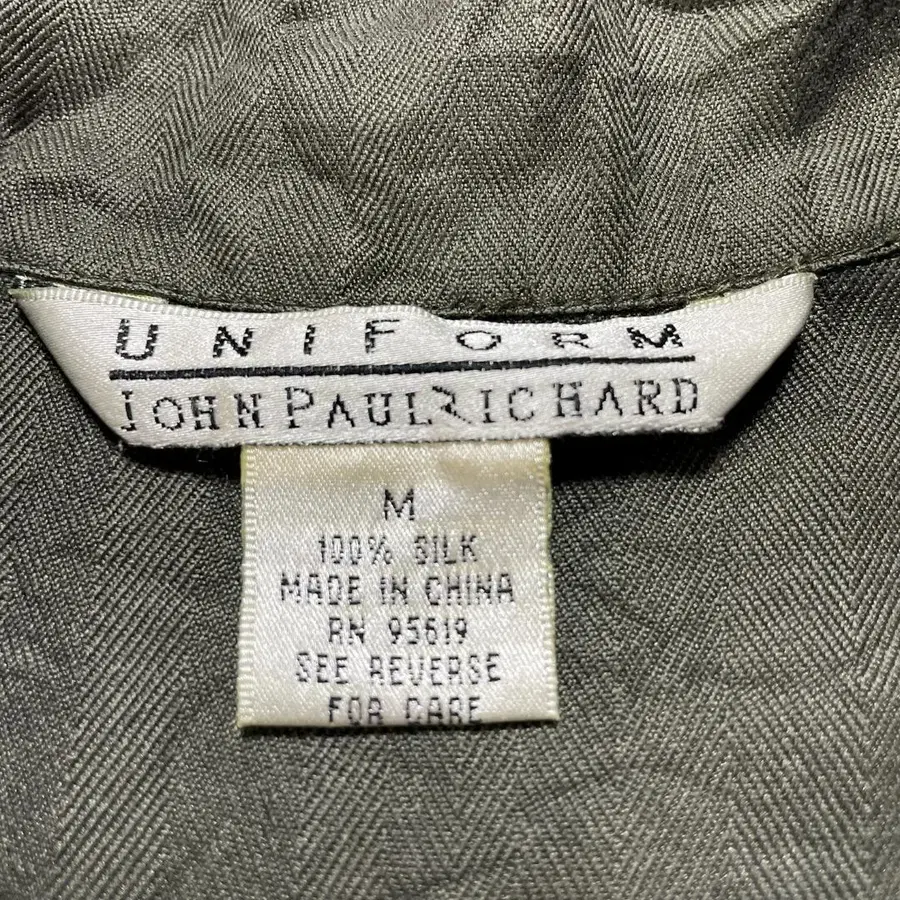 UNIFORM
JOHN PAUL RICHARD
M
100% SILK
MADE IN CHINA
RN 95619
SEE REVERSE
FOR CARE